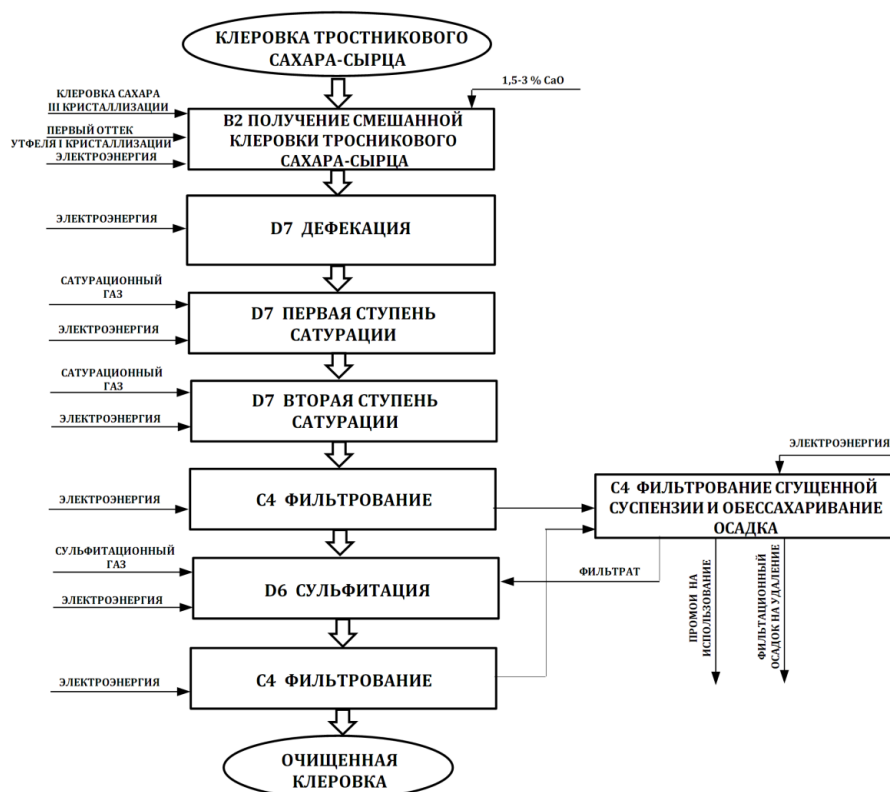 КЛЕРОВКА ТРОСТНИКОВОГО
САХАРА-СЫРЦА
1,5-3 % CaO
КЛЕРОВКА САХАРА
III КРИСТАЛЛИЗАЦИИ
ПЕРВЫЙ ОТТЕК
УТФЕЛЯ I КРИСТАЛЛИЗАЦИИ
ЭЛЕКТРОЭНЕРГИЯ
B2 ПОЛУЧЕНИЕ СМЕШАННОЙ
КЛЕРОВКИ ТРОСНИКОВОГО
САХАРА-СЫРЦА
ЭЛЕКТРОЭНЕРГИЯ
D7 ДЕФЕКАЦИЯ
САТУРАЦИОННЫЙ
ГАЗ
ЭЛЕКТРОЭНЕРГИЯ
D7 ПЕРВАЯ СТУПЕНЬ
САТУРАЦИИ
САТУРАЦИОННЫЙ
ГАЗ
ЭЛЕКТРОЭНЕРГИЯ
D7 ВТОРАЯ СТУПЕНЬ
САТУРАЦИИ
ЭЛЕКТРОЭНЕРГИЯ
ЭЛЕКТРОЭНЕРГИЯ
C4 ФИЛЬТРОВАНИЕ
C4 ФИЛЬТРОВАНИЕ СГУЩЕННОЙ
СУСПЕНЗИИ И ОБЕССАХАРИВАНИЕ
ОСАДКА
СУЛЬФИТАЦИОННЫЙ
ГАЗ
ЭЛЕКТРОЭНЕРГИЯ
D6 СУЛЬФИТАЦИЯ
ФИЛЬТРАТ
ПРОМОИ НА
ИСПОЛЬЗОВАНИЕ
ФИЛЬТАЦИОННЫЙ
ОСАДОК НА УДАЛЕНИЕ
ЭЛЕКТРОЭНЕРГИЯ
C4 ФИЛЬТРОВАНИЕ
ОЧИЩЕННАЯ
КЛЕРОВКА